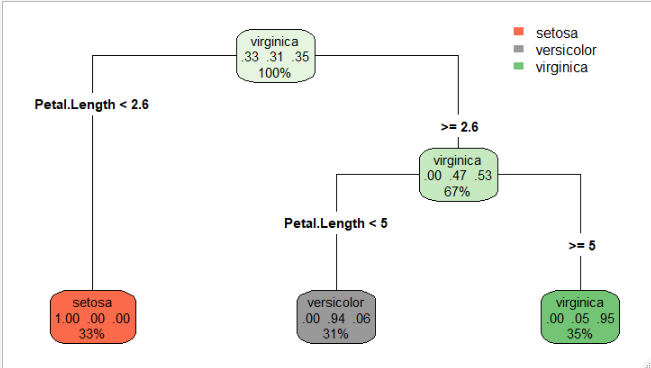 virginica
.33 .31 .35
100%
setosa
versicolor
virginica
Petal.Length < 2.6
>= 2.6
virginica
.00 .47 .53
67%
Petal.Length < 5
>= 5
setosa
1.00 .00 .00
33%
versicolor
.00 .94 .06
31%
virginica
.00 .05 .95
35%